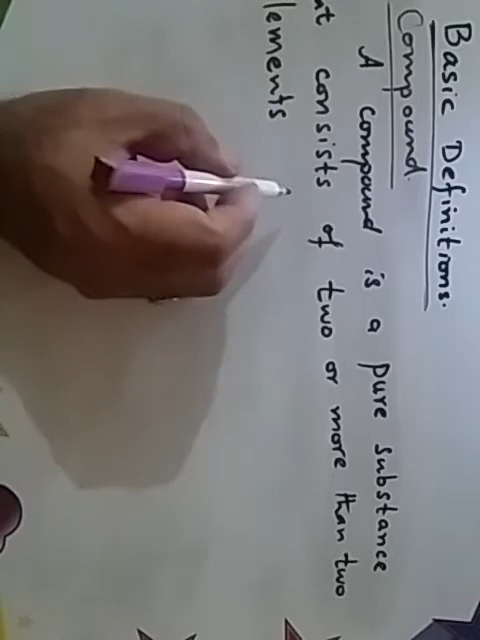 Basic Definitions.
Compound.
A compound is a pure substance
at consists of two or more than two
lements